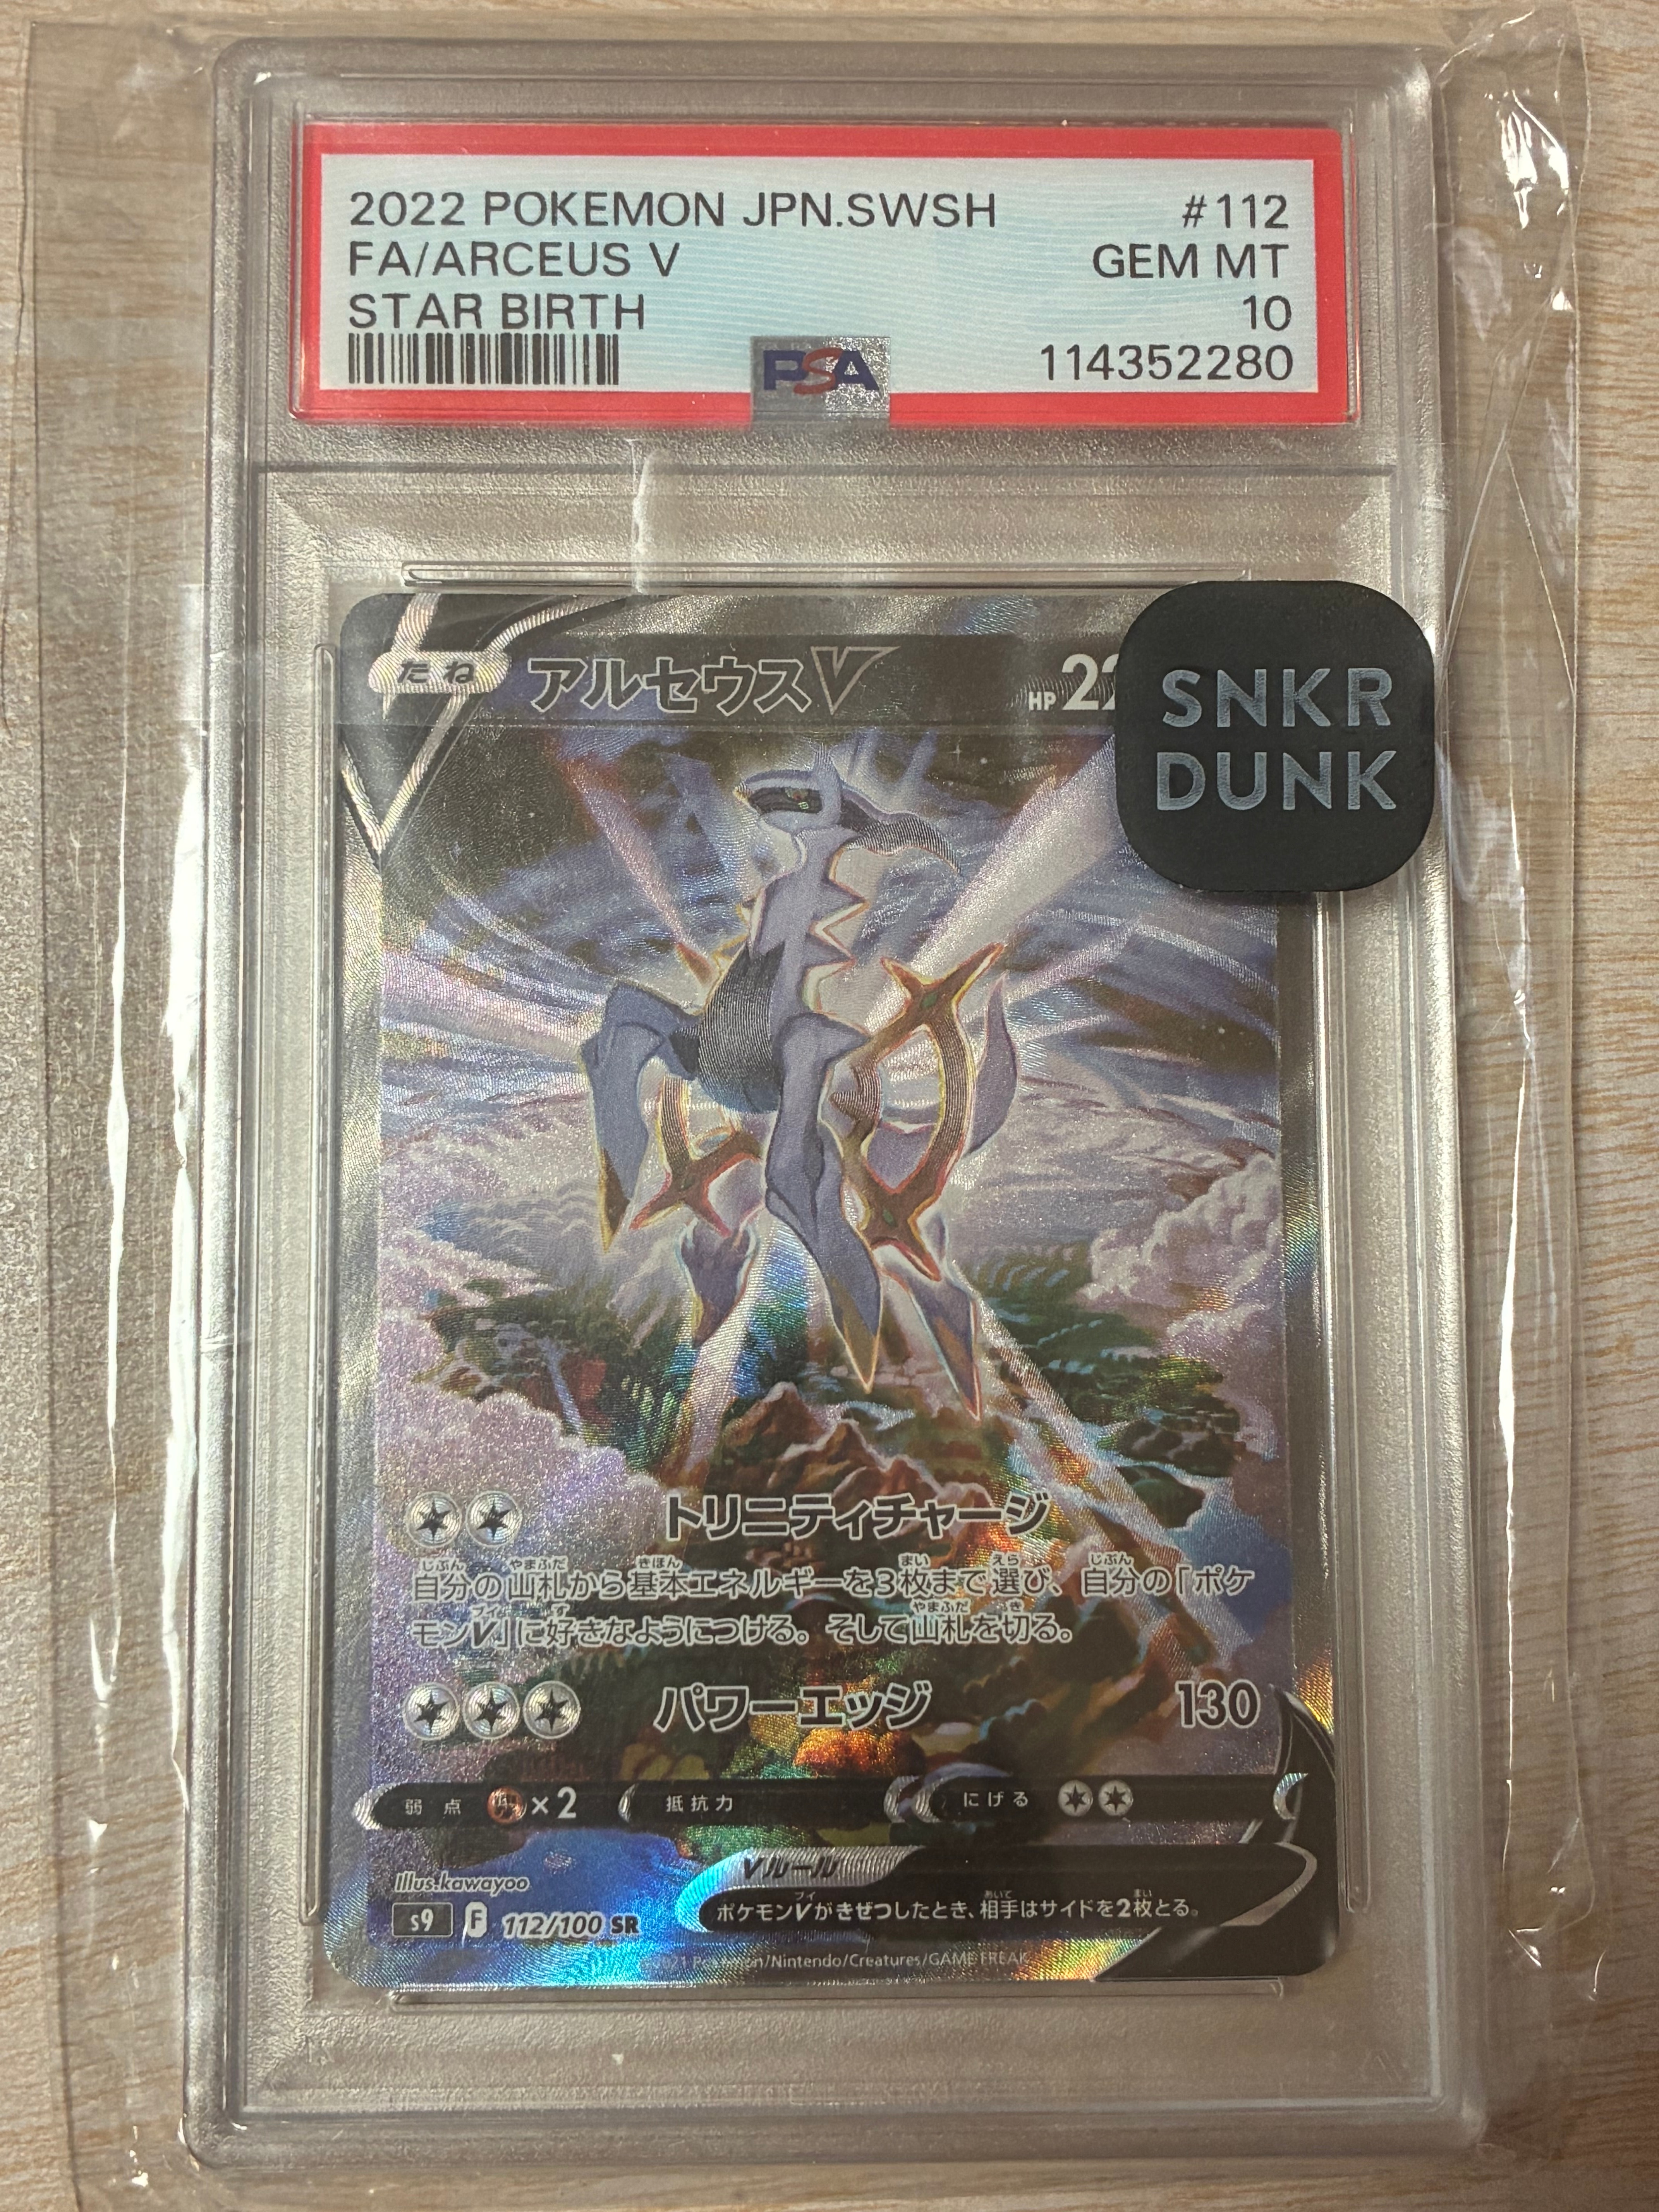 2022 POKEMON JPN.SWSH #112
FA/ARCEUS V GEM MT
STAR BIRTH 10
PSA 114352280
たね アルセウスV HP 22
SNKR
DUNK
トリニティチャージ
自分の山札から基本エネルギーを3枚まで選び、自分の「ポケ
モンV」に好きなようにつける。そして山札を切る。
パワーエッジ 130
弱点 ×2 抵抗力 にげる
Illus.kawayoo
Vルール
ポケモンVがきぜつしたとき、相手はサイドを2枚とる。
s9 F 112/100 SR
Pokémon/Nintendo/Creatures/GAME FREAK